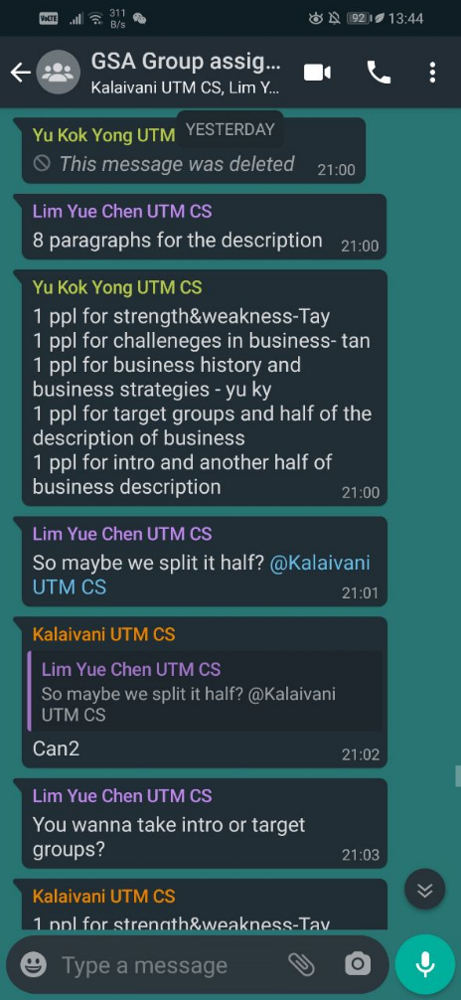 VoLTE 311 B/s 92 13:44
GSA Group assig...
Kalaivani UTM CS, Lim Y...
YESTERDAY
Yu Kok Yong UTM
This message was deleted 21:00
Lim Yue Chen UTM CS
8 paragraphs for the description 21:00
Yu Kok Yong UTM CS
1 ppl for strength&weakness-Tay
1 ppl for challeneges in business- tan
1 ppl for business history and
business strategies - yu ky
1 ppl for target groups and half of the
description of business
1 ppl for intro and another half of
business description 21:00
Lim Yue Chen UTM CS
So maybe we split it half? @Kalaivani
UTM CS 21:01
Kalaivani UTM CS
Lim Yue Chen UTM CS
So maybe we split it half? @Kalaivani
UTM CS
Can2 21:02
Lim Yue Chen UTM CS
You wanna take intro or target
groups? 21:03
Kalaivani UTM CS
1 ppl for strength&weakness-Tay
Type a message